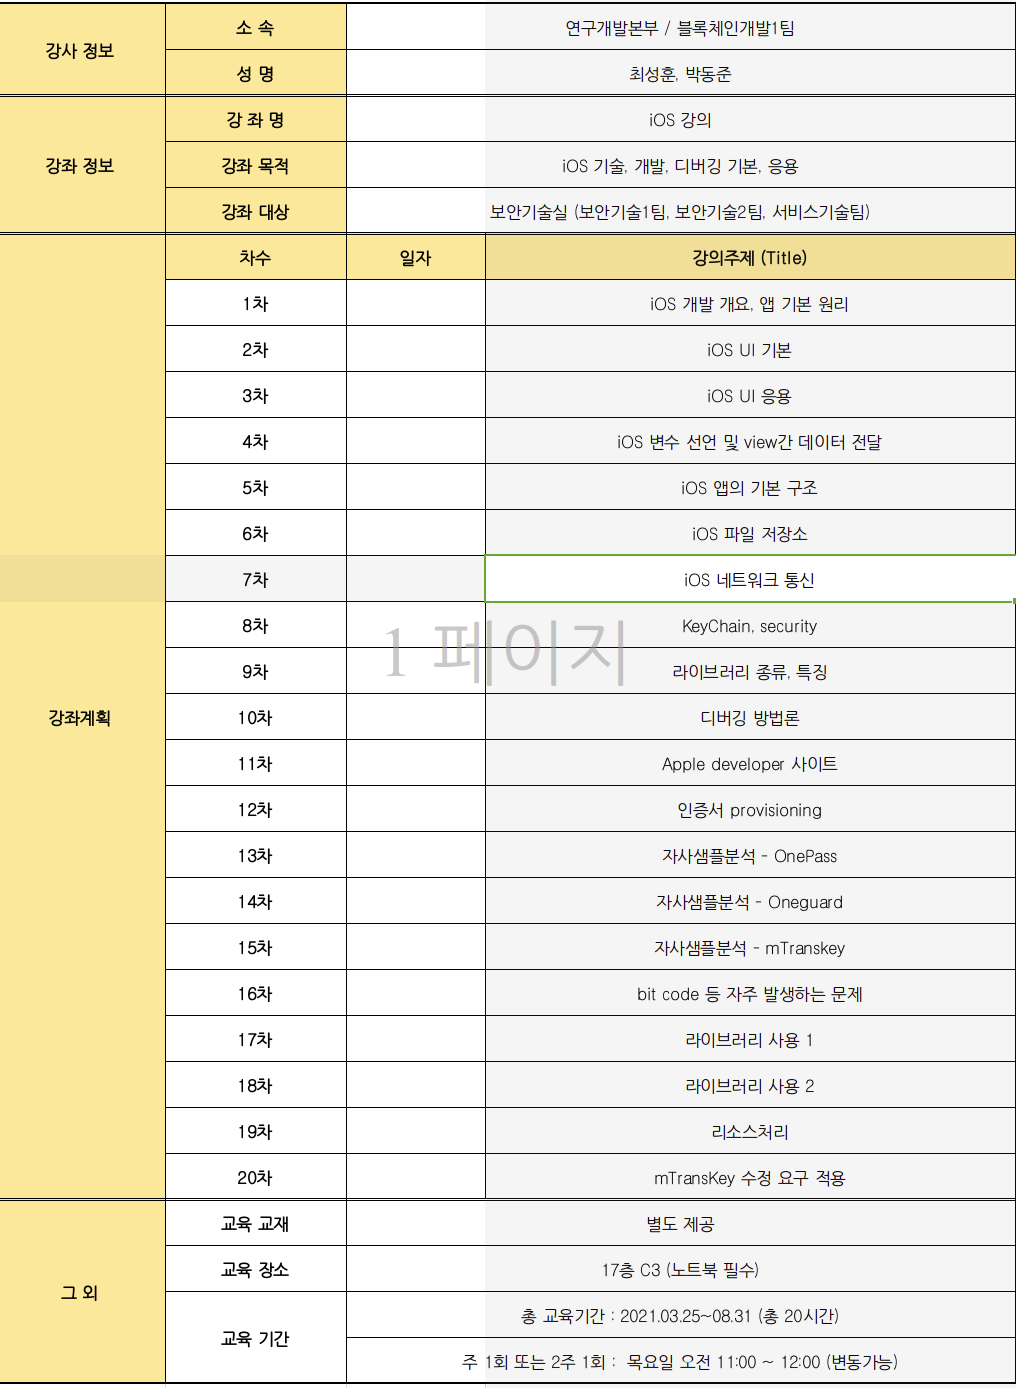 강사 정보
소 속
연구개발본부 / 블록체인개발1팀
성 명
최성훈, 박동준
강좌 정보
강 좌 명
iOS 강의
강좌 목적
iOS 기술, 개발, 디버깅 기본, 응용
강좌 대상
보안기술실 (보안기술1팀, 보안기술2팀, 서비스기술팀)
강좌계획
차수 일자 강의주제 (Title)
1차 iOS 개발 개요, 앱 기본 원리
2차 iOS UI 기본
3차 iOS UI 응용
4차 iOS 변수 선언 및 view간 데이터 전달
5차 iOS 앱의 기본 구조
6차 iOS 파일 저장소
7차 iOS 네트워크 통신
8차 KeyChain, security
1 페이지
9차 라이브러리 종류, 특징
10차 디버깅 방법론
11차 Apple developer 사이트
12차 인증서 provisioning
13차 자사샘플분석 - OnePass
14차 자사샘플분석 - Oneguard
15차 자사샘플분석 - mTranskey
16차 bit code 등 자주 발생하는 문제
17차 라이브러리 사용 1
18차 라이브러리 사용 2
19차 리소스처리
20차 mTransKey 수정 요구 적용
그 외
교육 교재
별도 제공
교육 장소
17층 C3 (노트북 필수)
교육 기간
총 교육기간 : 2021.03.25~08.31 (총 20시간)
주 1회 또는 2주 1회 : 목요일 오전 11:00 ~ 12:00 (변동가능)